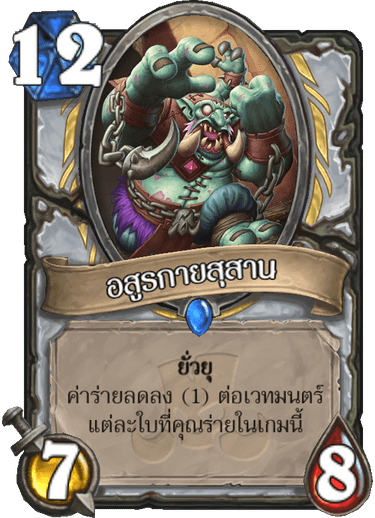 12
อสูรกายสุสาน
ยั่วยุ
ค่าร่ายลดลง (1) ต่อเวทมนตร์
แต่ละใบที่คุณร่ายในเกมนี้
7
8